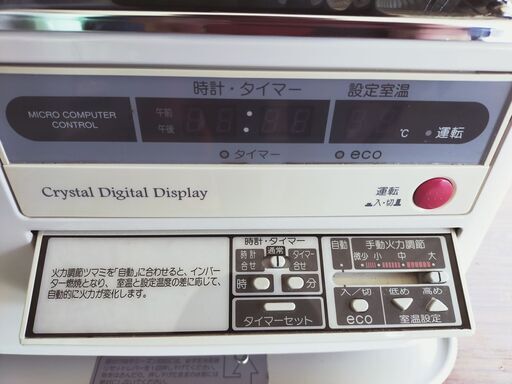 時計・タイマー 設定室温
MICRO COMPUTER
CONTROL
午前
午後
℃ 運転
タイマー eco
Crystal Digital Display
運転
入・切
火力調節ツマミを「自動」に合わせると、インバー
ター燃焼となり、室温と設定温度の差に応じて、
自動的に火力が変化します。
時計・タイマー
時計合せ 通常 タイマー合せ
時 分
タイマーセット
自動 手動火力調節
微少 小 中 大
入/切 低め 高め
eco 室温設定